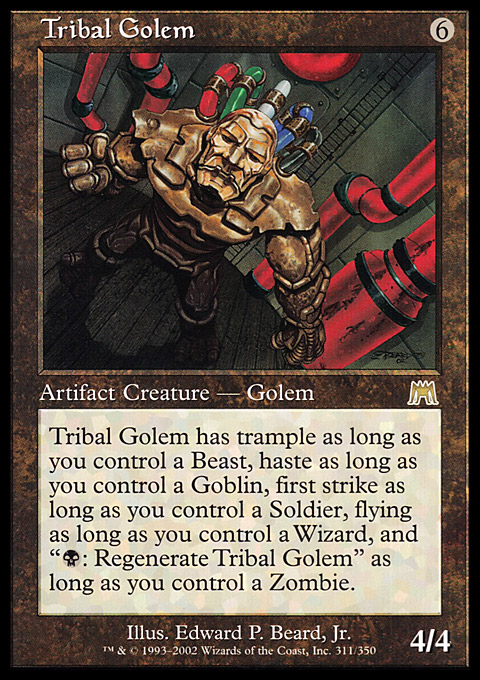 Tribal Golem 6
Artifact Creature — Golem
Tribal Golem has trample as long as
you control a Beast, haste as long as
you control a Goblin, first strike as
long as you control a Soldier, flying
as long as you control a Wizard, and
“: Regenerate Tribal Golem” as
long as you control a Zombie.
Illus. Edward P. Beard, Jr.
™ & © 1993–2002 Wizards of the Coast, Inc. 311/350
4/4